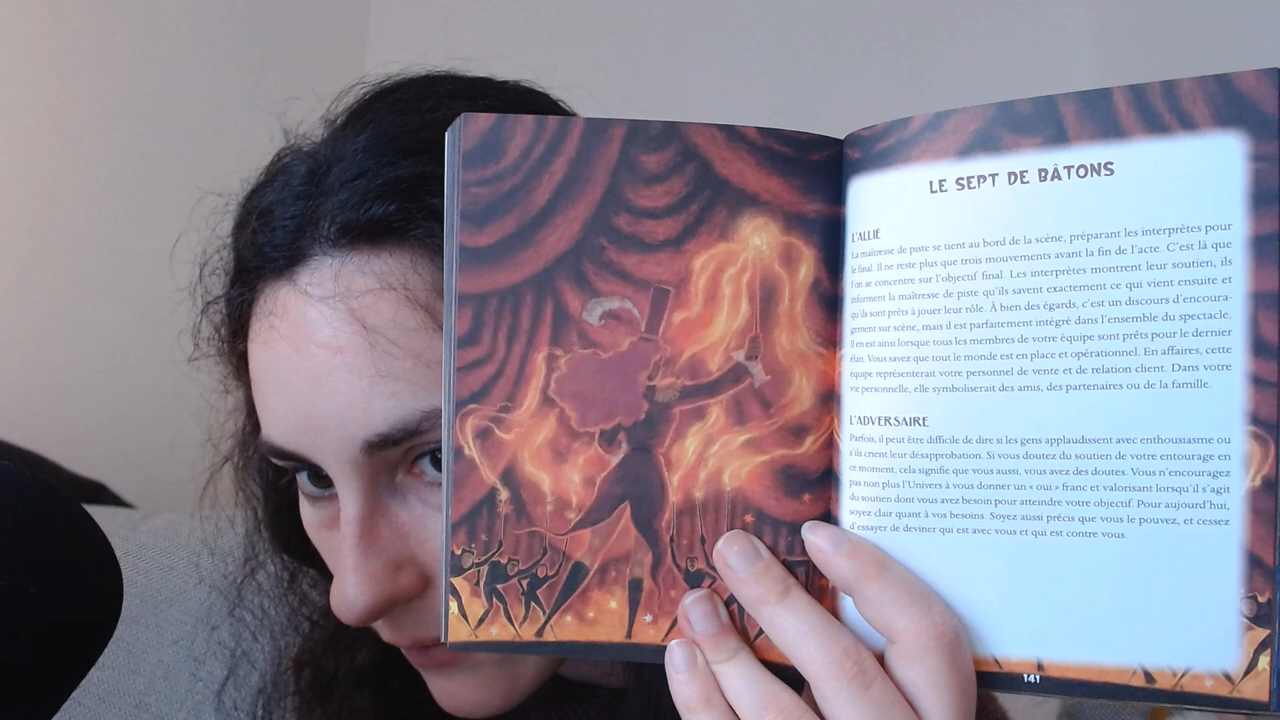 LE SEPT DE BÂTONS
L'ALLIÉ
La maîtresse de piste se tient au bord de la scène, préparant les interprètes pour
le final. Il ne reste plus que trois mouvements avant la fin de l'acte. C'est là que
l'on se concentre sur l'objectif final. Les interprètes montrent leur soutien, ils
informent la maîtresse de piste qu'ils savent exactement ce qui vient ensuite et
qu'ils sont prêts à jouer leur rôle. À bien des égards, c'est un discours d'encoura-
gement sur scène, mais il est parfaitement intégré dans l'ensemble du spectacle.
Il en est ainsi lorsque tous les membres de votre équipe sont prêts pour le dernier
élan. Vous savez que tout le monde est en place et opérationnel. En affaires, cette
équipe représenterait votre personnel de vente et de relation client. Dans votre
vie personnelle, elle symboliserait des amis, des partenaires ou de la famille.
L'ADVERSAIRE
Parfois, il peut être difficile de dire si les gens applaudissent avec enthousiasme ou
s'ils crient leur désapprobation. Si vous doutez du soutien de votre entourage en
ce moment, cela signifie que vous aussi, vous avez des doutes. Vous n'encouragez
pas non plus l'Univers à vous donner un « oui » franc et valorisant lorsqu'il s'agit
du soutien dont vous avez besoin pour atteindre votre objectif. Pour aujourd'hui,
soyez clair quant à vos besoins. Soyez aussi précis que vous le pouvez, et cessez
d'essayer de deviner qui est avec vous et qui est contre vous.
141